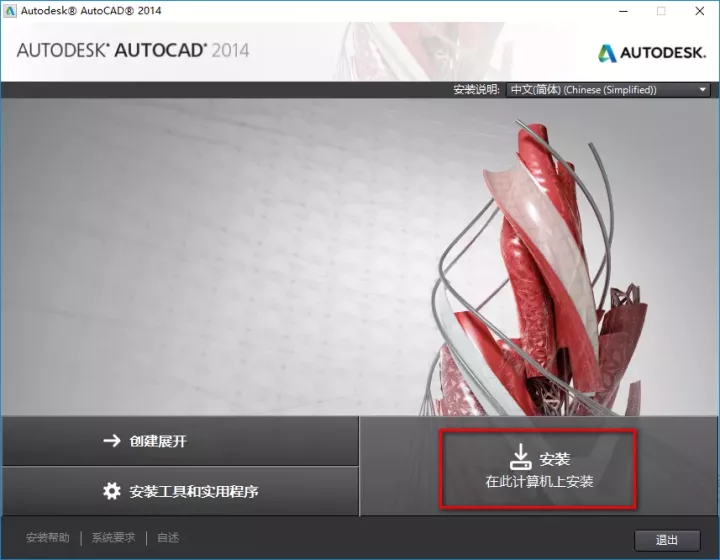 Autodesk® AutoCAD® 2014
AUTODESK® AUTOCAD® 2014
AUTODESK.
安装说明: 中文(简体) (Chinese (Simplified))
创建展开
安装工具和实用程序
安装
在此计算机上安装
安装帮助 | 系统要求 | 自述
退出